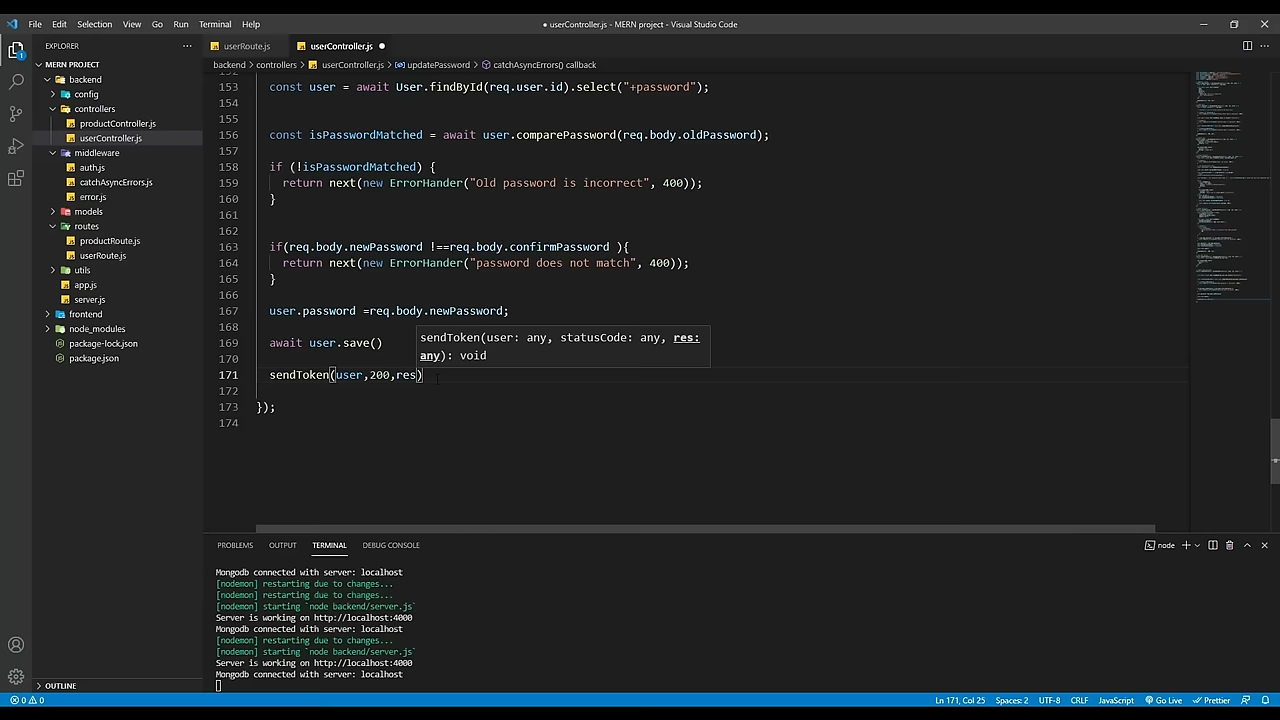 File Edit Selection View Go Run Terminal Help
● userController.js - MERN project - Visual Studio Code
EXPLORER
MERN PROJECT
backend
config
controllers
productController.js
userController.js
middleware
auth.js
catchAsyncErrors.js
error.js
models
routes
productRoute.js
userRoute.js
utils
app.js
server.js
frontend
node_modules
package-lock.json
package.json
OUTLINE
userRoute.js userController.js ●
backend > controllers > userController.js > updatePassword > catchAsyncErrors() callback
153 const user = await User.findById(req.user.id).select("+password");
154
155
156 const isPasswordMatched = await user.comparePassword(req.body.oldPassword);
157
158 if (!isPasswordMatched) {
159 return next(new ErrorHander("Old password is incorrect", 400));
160 }
161
162
163 if(req.body.newPassword !==req.body.confirmPassword ){
164 return next(new ErrorHander("password does not match", 400));
165 }
166
167 user.password =req.body.newPassword;
168
169 await user.save()
170
171 sendToken(user,200,res)
172
173 });
174
sendToken(user: any, statusCode: any, res:
any): void
PROBLEMS OUTPUT TERMINAL DEBUG CONSOLE
node
Mongodb connected with server: localhost
[nodemon] restarting due to changes...
[nodemon] restarting due to changes...
[nodemon] starting `node backend/server.js`
Server is working on http://localhost:4000
Mongodb connected with server: localhost
[nodemon] restarting due to changes...
[nodemon] starting `node backend/server.js`
Server is working on http://localhost:4000
Mongodb connected with server: localhost
0 0
Ln 171, Col 25 Spaces: 2 UTF-8 CRLF JavaScript Go Live Prettier